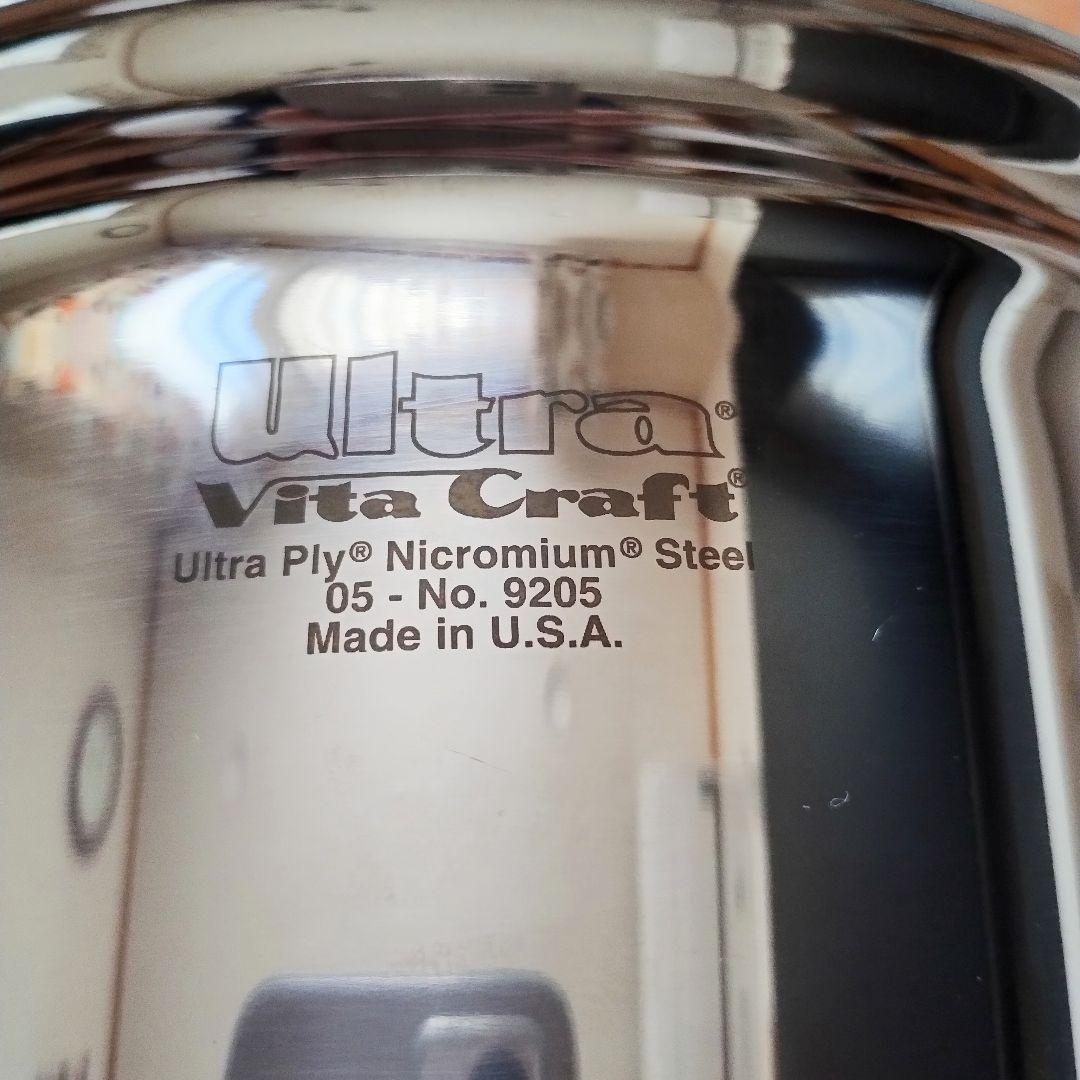 Ultra®
Vita Craft®
Ultra Ply® Nicromium® Steel
05 - No. 9205
Made in U.S.A.